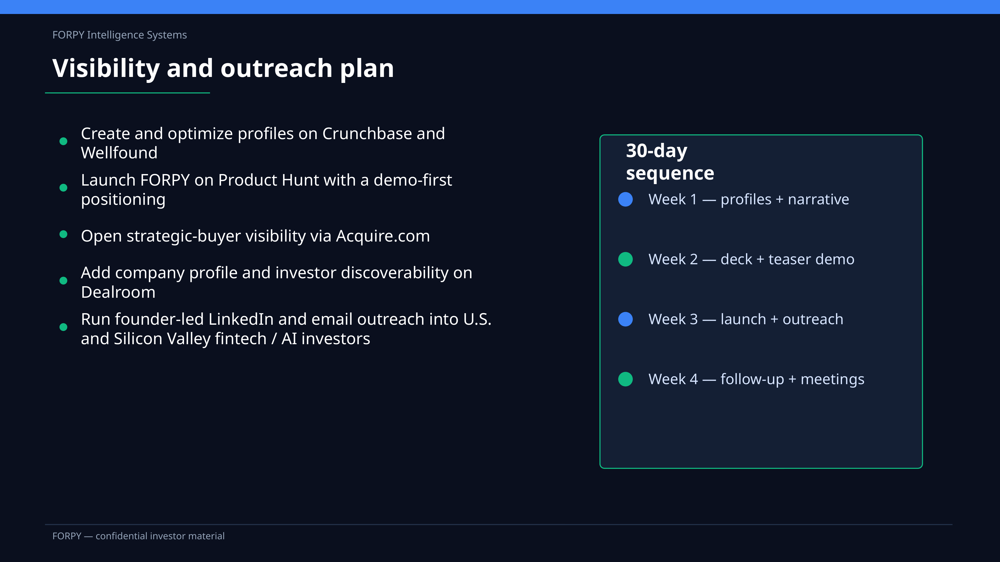 FORPY Intelligence Systems
Visibility and outreach plan
Create and optimize profiles on Crunchbase and
Wellfound
Launch FORPY on Product Hunt with a demo-first
positioning
Open strategic-buyer visibility via Acquire.com
Add company profile and investor discoverability on
Dealroom
Run founder-led LinkedIn and email outreach into U.S.
and Silicon Valley fintech / AI investors
30-day
sequence
Week 1 — profiles + narrative
Week 2 — deck + teaser demo
Week 3 — launch + outreach
Week 4 — follow-up + meetings
FORPY — confidential investor material